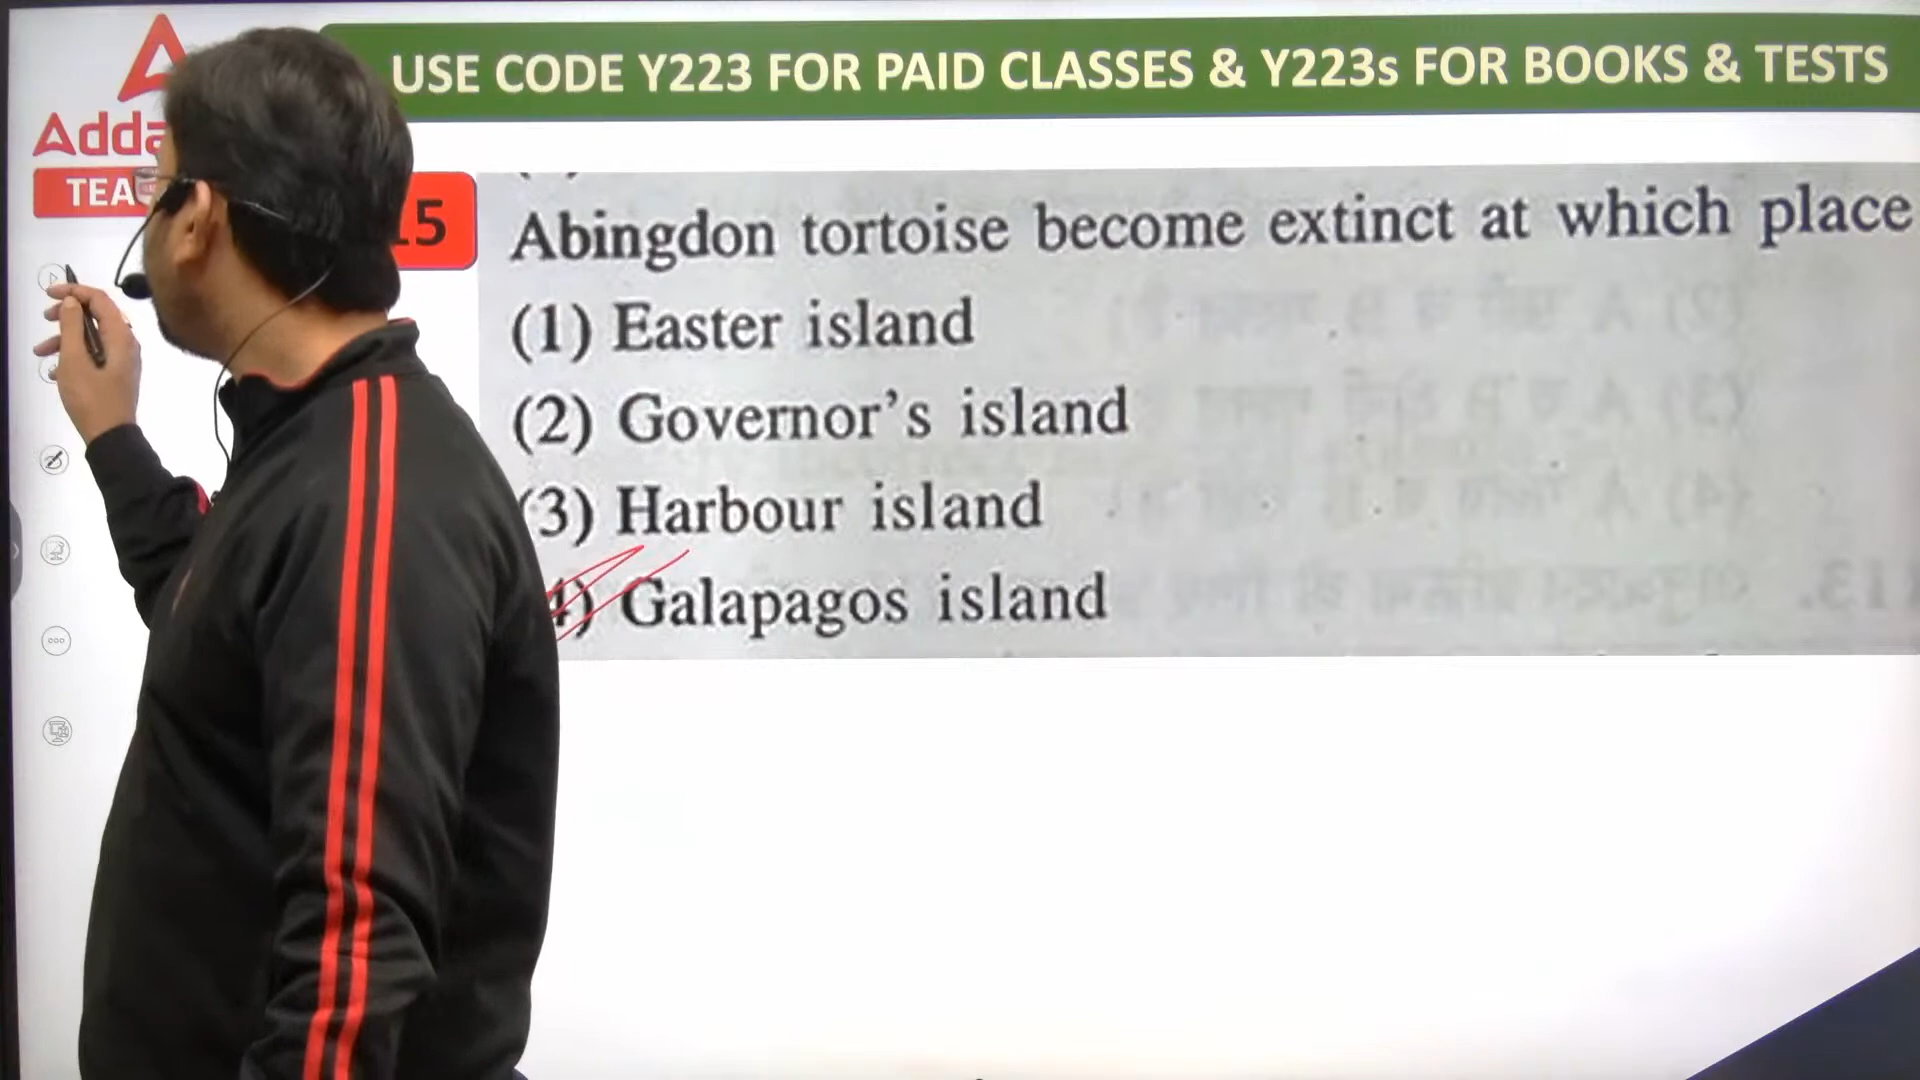 USE CODE Y223 FOR PAID CLASSES & Y223s FOR BOOKS & TESTS
Adda
TEA
15
Abingdon tortoise become extinct at which place
(1) Easter island
(2) Governor's island
(3) Harbour island
4) Galapagos island